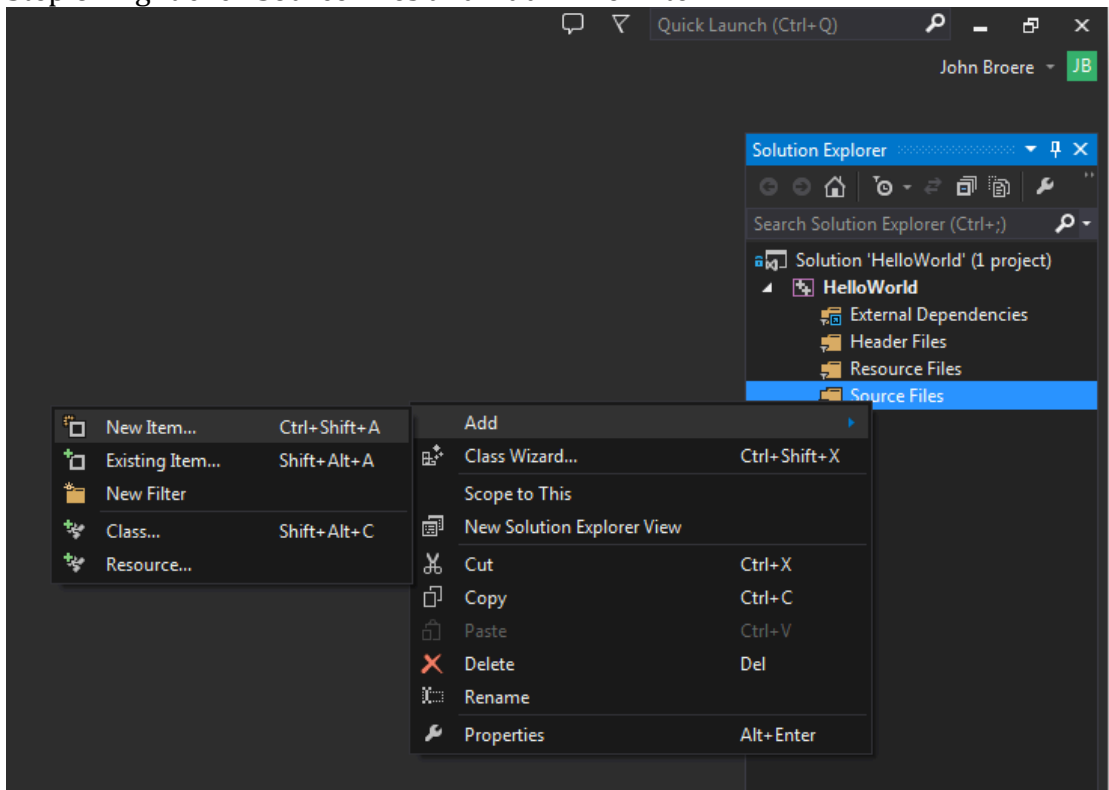 Quick Launch (Ctrl+Q)
John Broere JB
Solution Explorer
Search Solution Explorer (Ctrl+;)
Solution 'HelloWorld' (1 project)
HelloWorld
External Dependencies
Header Files
Resource Files
Source Files
New Item... Ctrl+Shift+A
Existing Item... Shift+Alt+A
New Filter
Class... Shift+Alt+C
Resource...
Add
Class Wizard... Ctrl+Shift+X
Scope to This
New Solution Explorer View
Cut Ctrl+X
Copy Ctrl+C
Paste Ctrl+V
Delete Del
Rename
Properties Alt+Enter